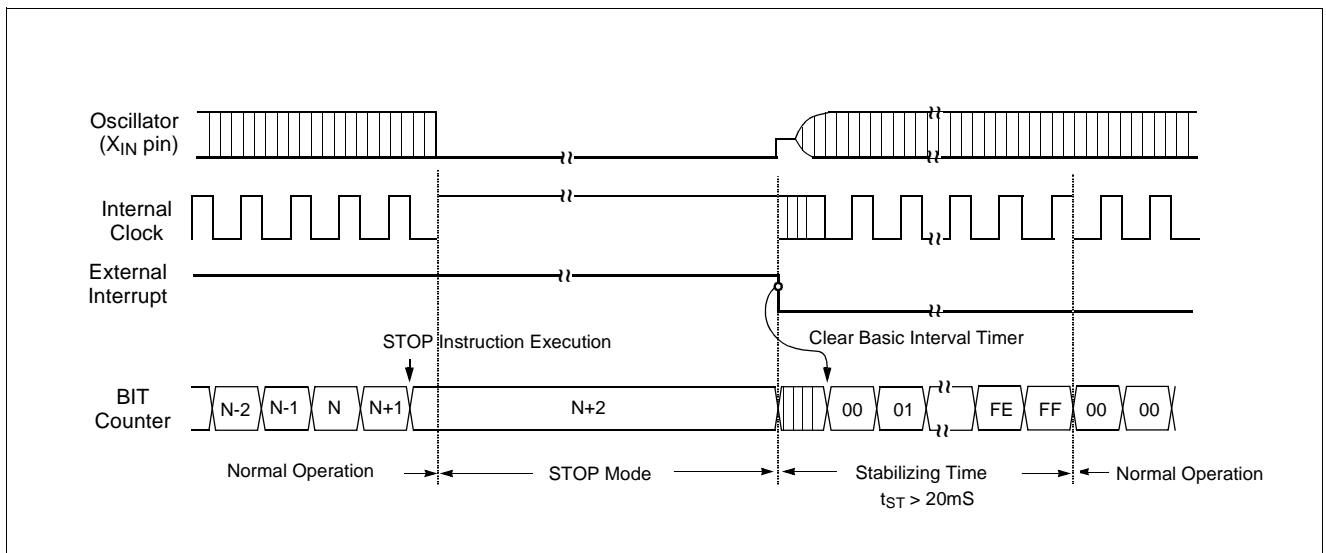 Oscillator
(XIN pin)
Internal
Clock
External
Interrupt
STOP Instruction Execution
Clear Basic Interval Timer
BIT
Counter
N-2 N-1 N N+1 N+2 00 01 FE FF 00 00
Normal Operation STOP Mode Stabilizing Time Normal Operation
tST > 20mS